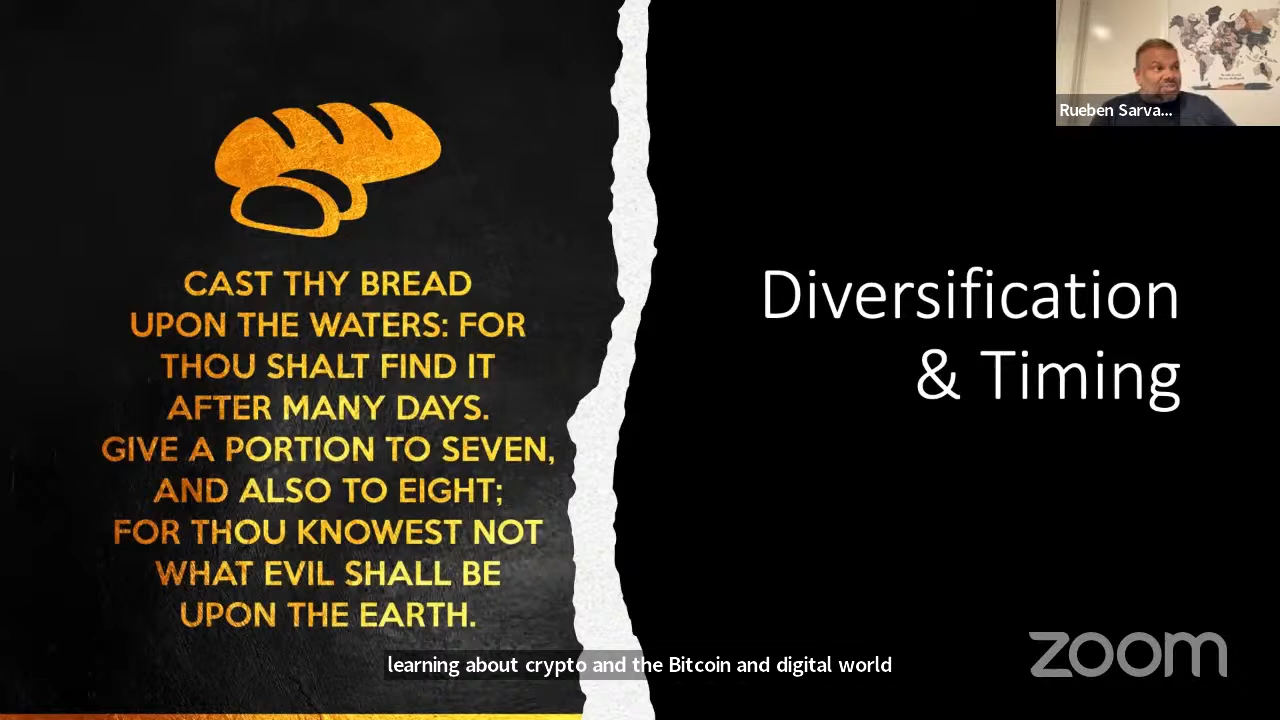 CAST THY BREAD
UPON THE WATERS: FOR
THOU SHALT FIND IT
AFTER MANY DAYS.
GIVE A PORTION TO SEVEN,
AND ALSO TO EIGHT;
FOR THOU KNOWEST NOT
WHAT EVIL SHALL BE
UPON THE EARTH.
Diversification
& Timing
Rueben Sarva...
learning about crypto and the Bitcoin and digital world
zoom